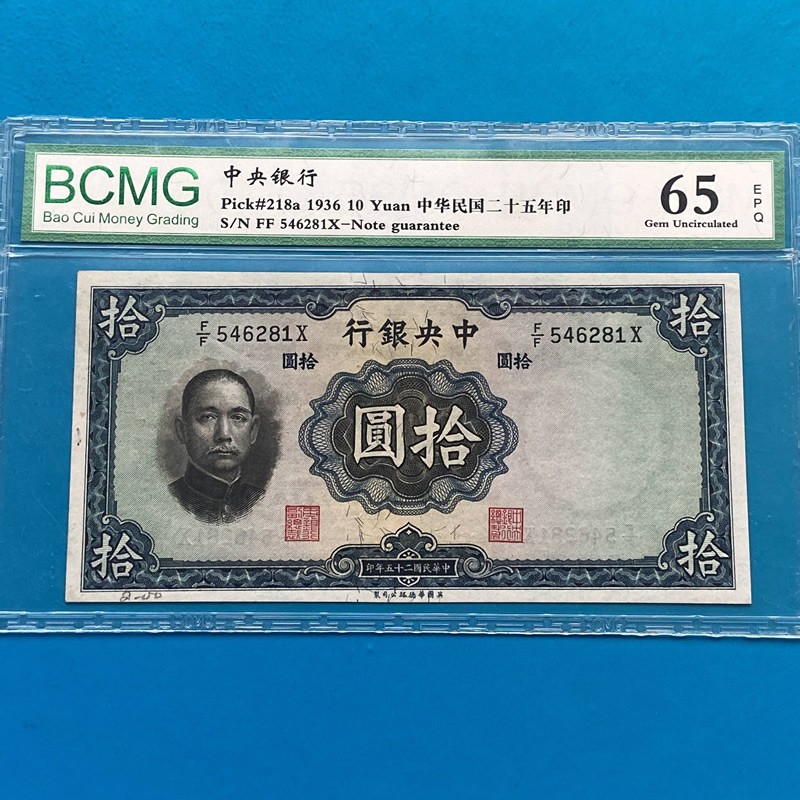 BCMG
Bao Cui Money Grading
中央银行
Pick#218a 1936 10 Yuan 中华民国二十五年印
S/N FF 546281X-Note guarantee
65
Gem Uncirculated
EPQ
拾
拾
F/F 546281X
行銀央中
F/F 546281X
圓拾
圓拾
圓拾
拾
拾
印年五十二國民華中